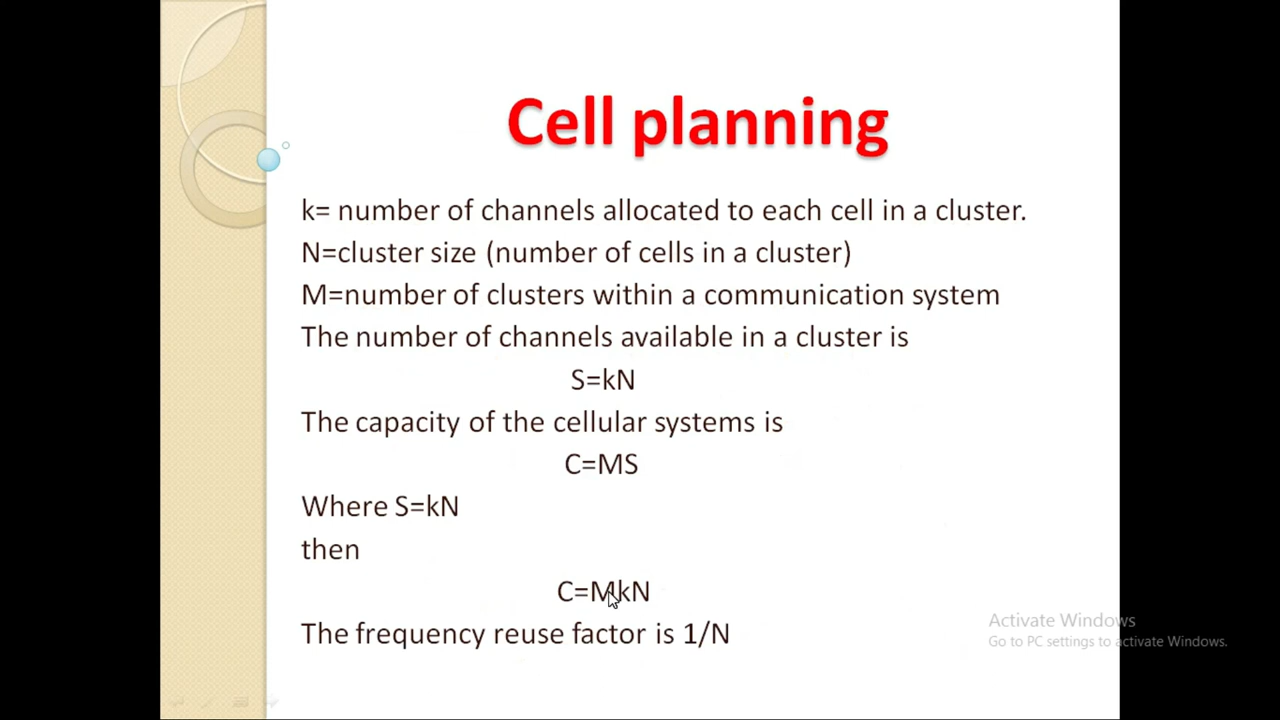 Cell planning
k= number of channels allocated to each cell in a cluster.
N=cluster size (number of cells in a cluster)
M=number of clusters within a communication system
The number of channels available in a cluster is
S=kN
The capacity of the cellular systems is
C=MS
Where S=kN
then
C=MkN
The frequency reuse factor is 1/N
Activate Windows
Go to PC settings to activate Windows.